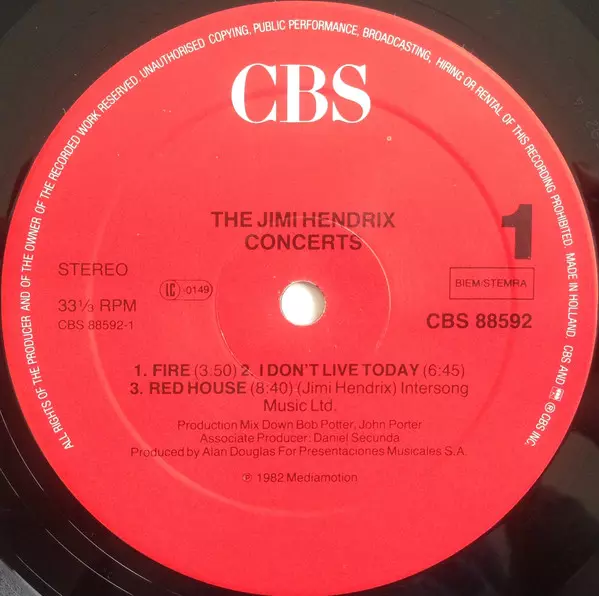 ALL RIGHTS OF THE PRODUCER AND OF THE OWNER OF THE RECORDED WORK RESERVED. UNAUTHORISED COPYING, PUBLIC PERFORMANCE, BROADCASTING, HIRING OR RENTAL OF THIS RECORDING PROHIBITED. MADE IN HOLLAND. CBS AND ℗ © CBS INC.
CBS
THE JIMI HENDRIX
CONCERTS
1
STEREO
LC 0149
BIEM/STEMRA
33⅓ RPM
CBS 88592-1
CBS 88592
1. FIRE (3.50) 2. I DON'T LIVE TODAY (6:45)
3. RED HOUSE (8:40) (Jimi Hendrix) Intersong
Music Ltd.
Production Mix Down Bob Potter, John Porter
Associate Producer: Daniel Secunda
Produced by Alan Douglas For Presentaciones Musicales S.A.
℗ 1982 Mediamotion